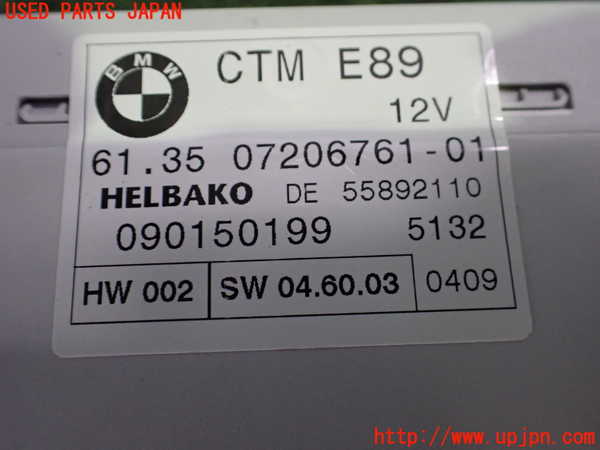 USED PARTS JAPAN
BMW
CTM E89
12V
61.35 07206761-01
HELBAKO DE 55892110
090150199 5132
HW 002 SW 04.60.03 0409
http://www.upjpn.com/